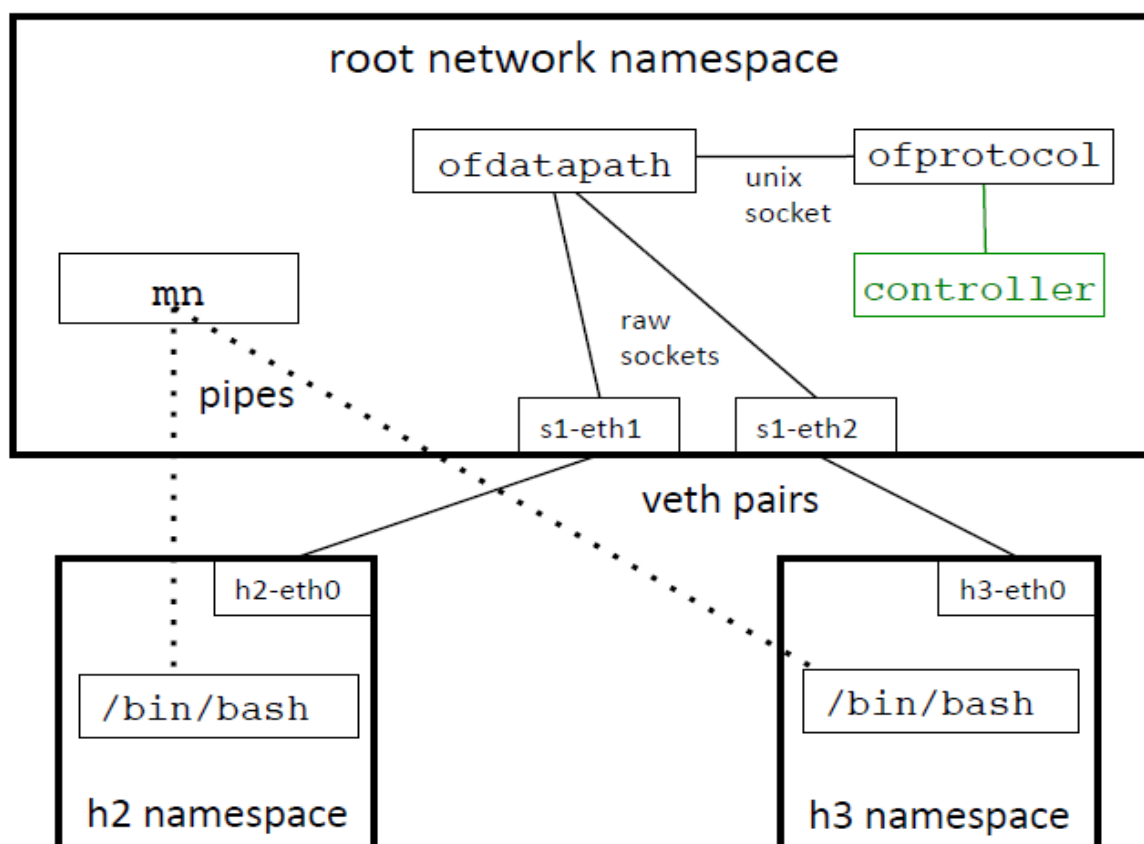 root network namespace
ofdatapath
ofprotocol
unix
socket
mn
controller
raw
sockets
pipes
s1-eth1
s1-eth2
veth pairs
h2-eth0
h3-eth0
/bin/bash
/bin/bash
h2 namespace
h3 namespace